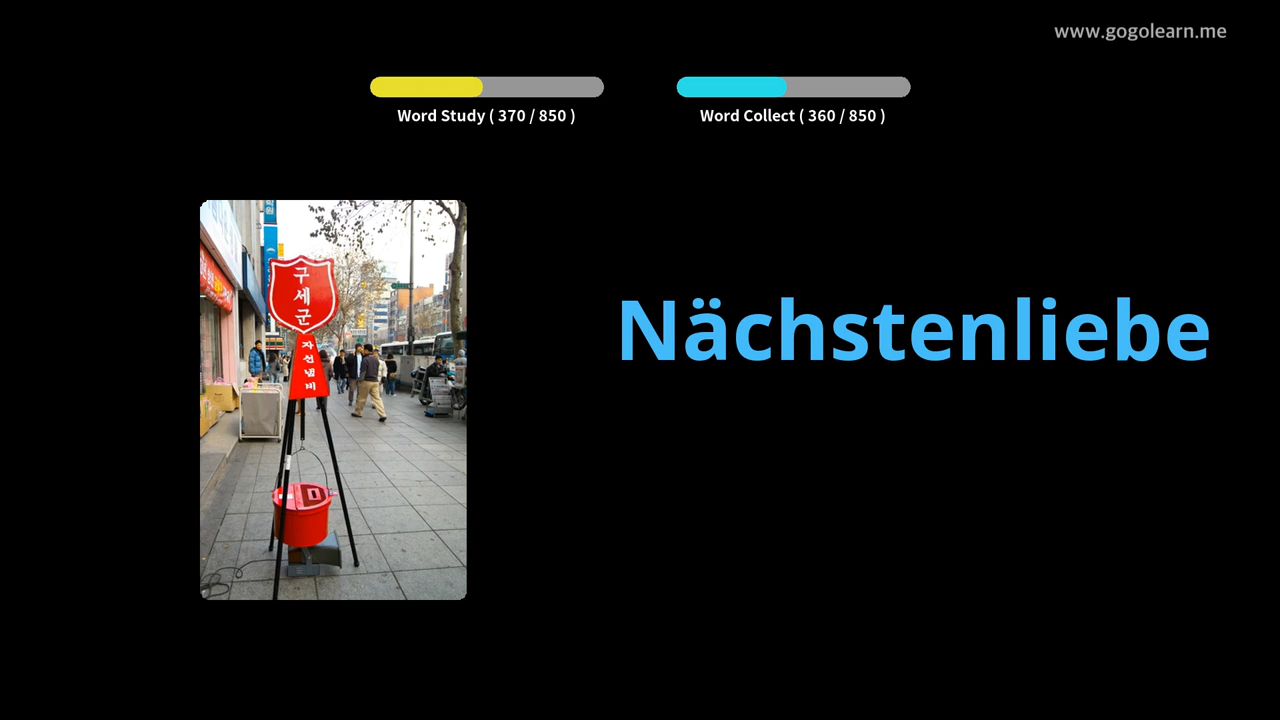 www.gogolearn.me
Word Study ( 370 / 850 )
Word Collect ( 360 / 850 )
구세군
자선냄비
Nächstenliebe